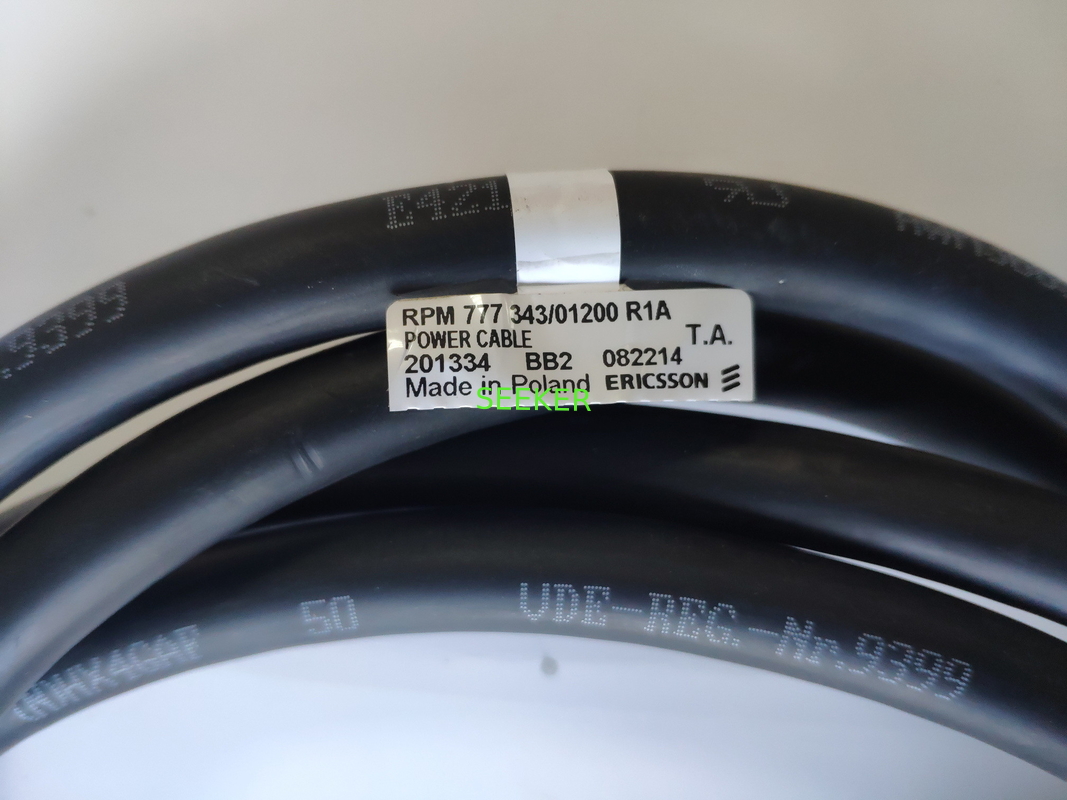 E421
RPM 777 343/01200 R1A
POWER CABLE
T.A.
201334 BB2 082214
Made in Poland ERICSSON
SEEKER
9399
50
VDE-REG.-Nr.9399